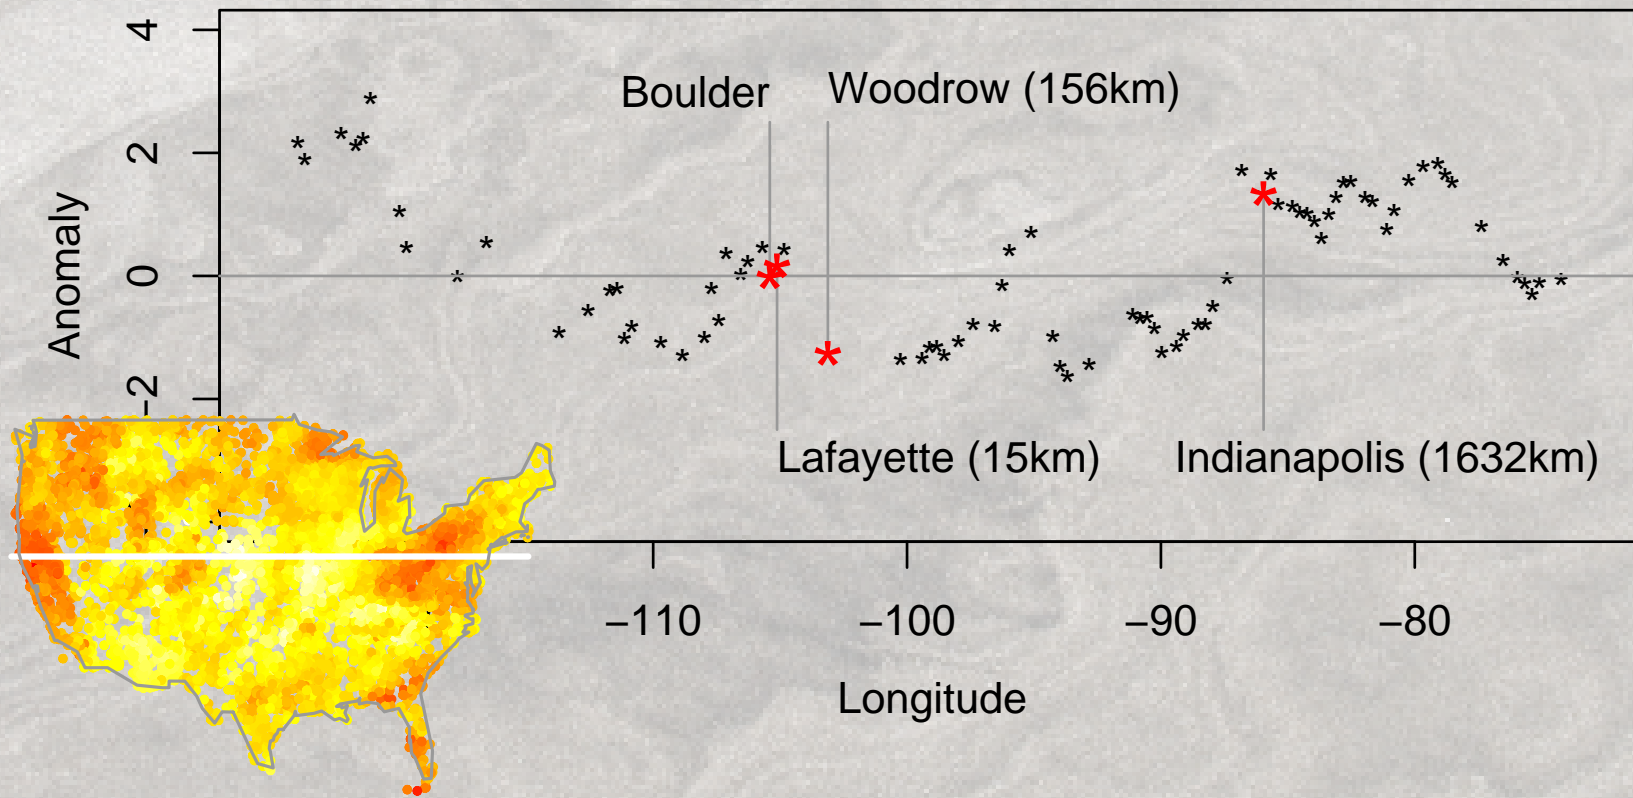 4
2
0
−2
Anomaly
Boulder
Woodrow (156km)
Lafayette (15km)
Indianapolis (1632km)
−110
−100
−90
−80
Longitude